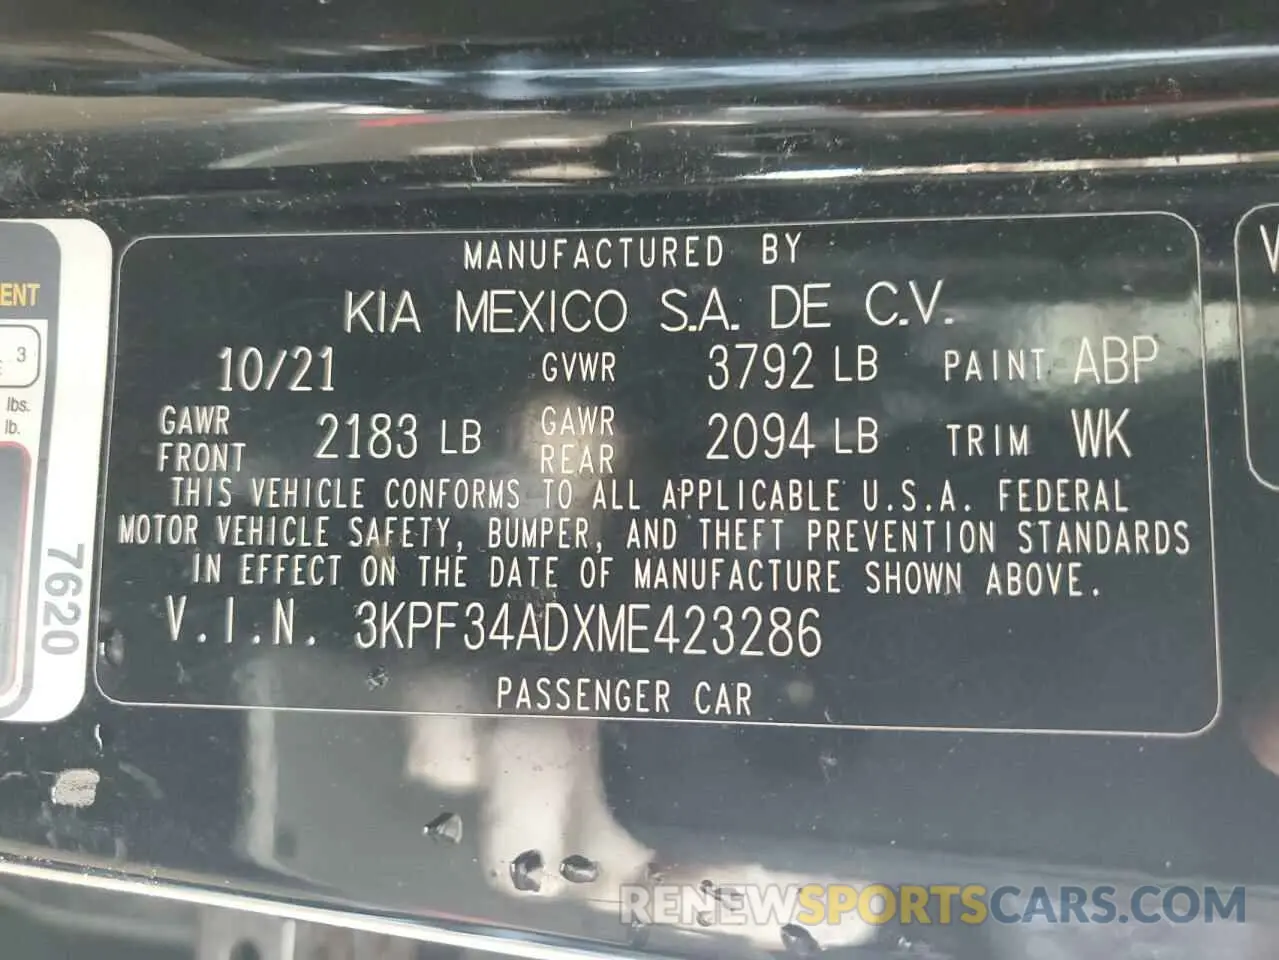 MANUFACTURED BY
KIA MEXICO S.A. DE C.V.
10/21 GVWR 3792 LB PAINT ABP
GAWR FRONT 2183 LB GAWR REAR 2094 LB TRIM WK
THIS VEHICLE CONFORMS TO ALL APPLICABLE U.S.A. FEDERAL
MOTOR VEHICLE SAFETY, BUMPER, AND THEFT PREVENTION STANDARDS
IN EFFECT ON THE DATE OF MANUFACTURE SHOWN ABOVE.
V.I.N. 3KPF34ADXME423286
PASSENGER CAR
ENT
3
lbs.
lb.
7620
V
RENEWSPORTSCARS.COM